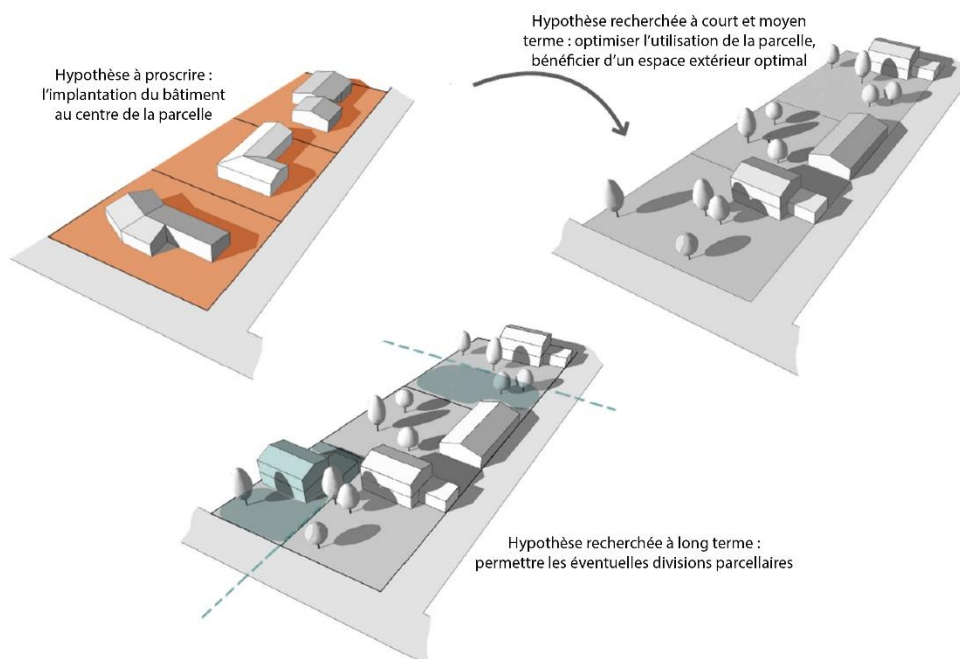 Hypothèse à proscrire :
l’implantation du bâtiment
au centre de la parcelle
Hypothèse recherchée à court et moyen
terme : optimiser l’utilisation de la parcelle,
bénéficier d’un espace extérieur optimal
Hypothèse recherchée à long terme :
permettre les éventuelles divisions parcellaires